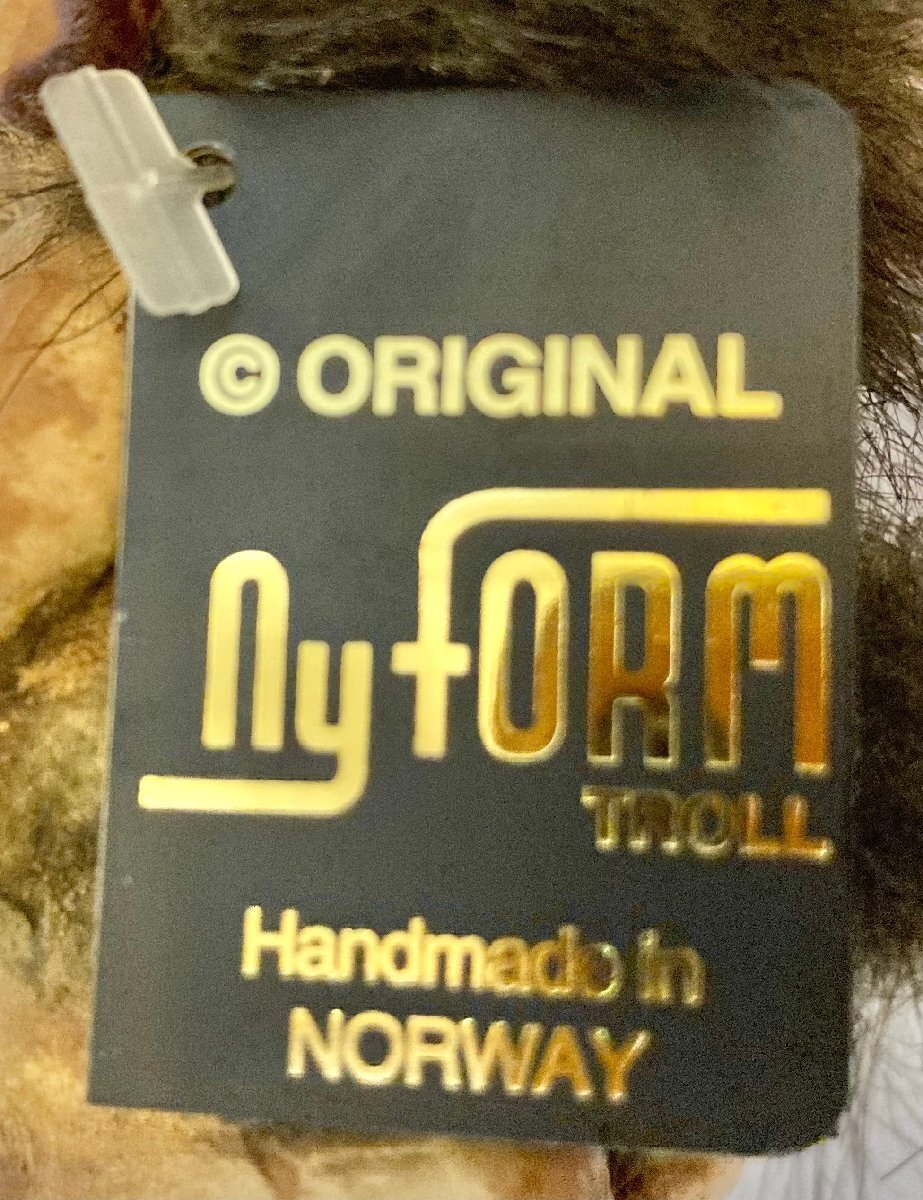 © ORIGINAL
nyfORM
TROLL
Handmade in
NORWAY